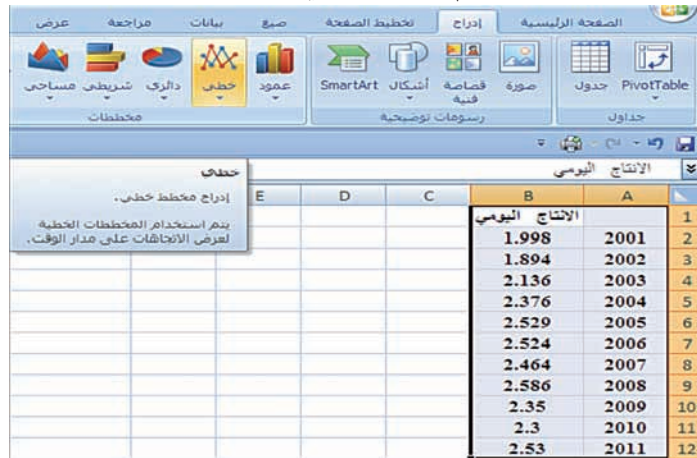 الصفحة الرئيسية إدراج تخطيط الصفحة صيغ بيانات مراجعة عرض
PivotTable جدول صورة قصاصة فنية أشكال SmartArt عمود خطي دائري شريطي مساحي
جداول رسومات توضيحية مخططات
الانتاج اليومي
خطي
إدراج مخطط خطي.
يتم استخدام المخططات الخطية
لعرض الاتجاهات على مدار الوقت.
A B C D E
1 الانتاج اليومي
2 2001 1.998
3 2002 1.894
4 2003 2.136
5 2004 2.376
6 2005 2.529
7 2006 2.524
8 2007 2.464
9 2008 2.586
10 2009 2.35
11 2010 2.3
12 2011 2.53